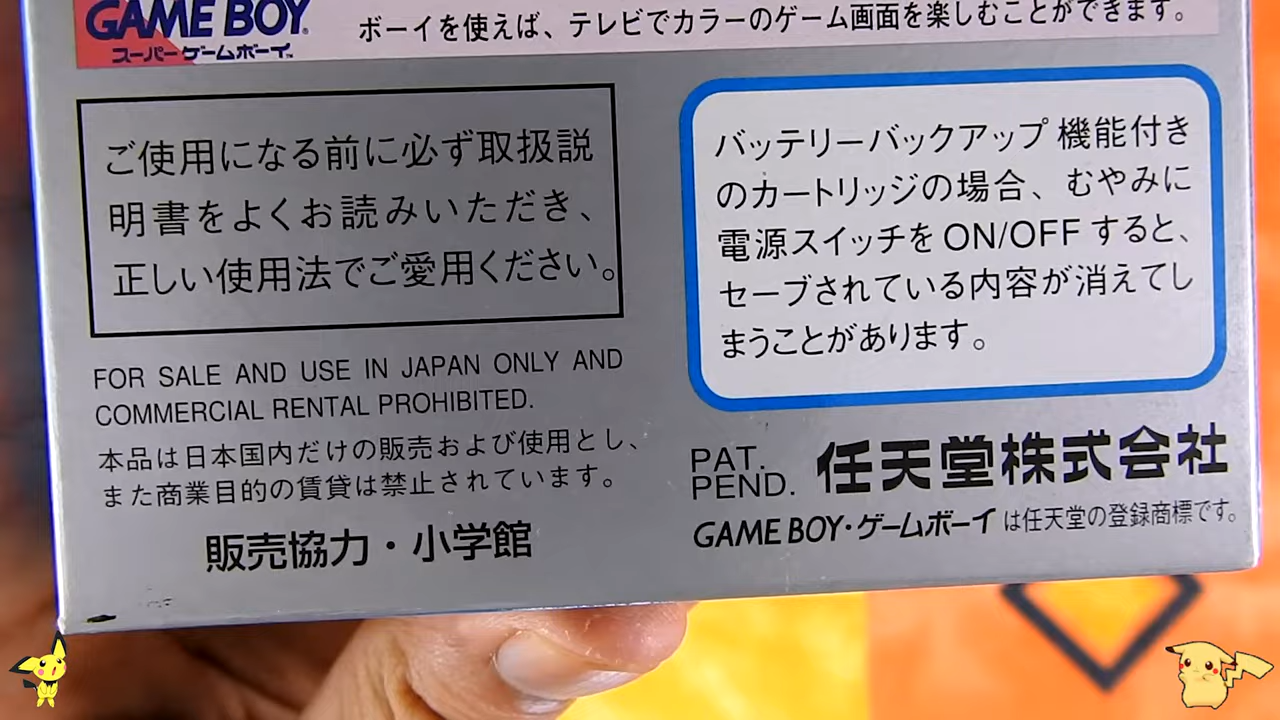 GAME BOY
スーパーゲームボーイ™
ボーイを使えば、テレビでカラーのゲーム画面を楽しむことができます。
ご使用になる前に必ず取扱説
明書をよくお読みいただき、
正しい使用法でご愛用ください。
FOR SALE AND USE IN JAPAN ONLY AND
COMMERCIAL RENTAL PROHIBITED.
本品は日本国内だけの販売および使用とし、
また商業目的の賃貸は禁止されています。
販売協力・小学館
バッテリーバックアップ機能付き
のカートリッジの場合、むやみに
電源スイッチをON/OFFすると、
セーブされている内容が消えてし
まうことがあります。
PAT.
PEND.
任天堂株式会社
GAME BOY・ゲームボーイは任天堂の登録商標です。